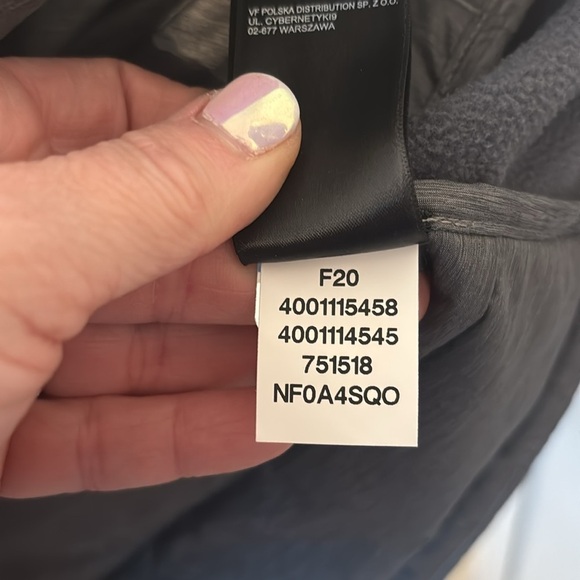 VF POLSKA DISTRIBUTION SP. Z O.O.
UL. CYBERNETYKI9
02-677 WARSZAWA
F20
4001115458
4001114545
751518
NF0A4SQO